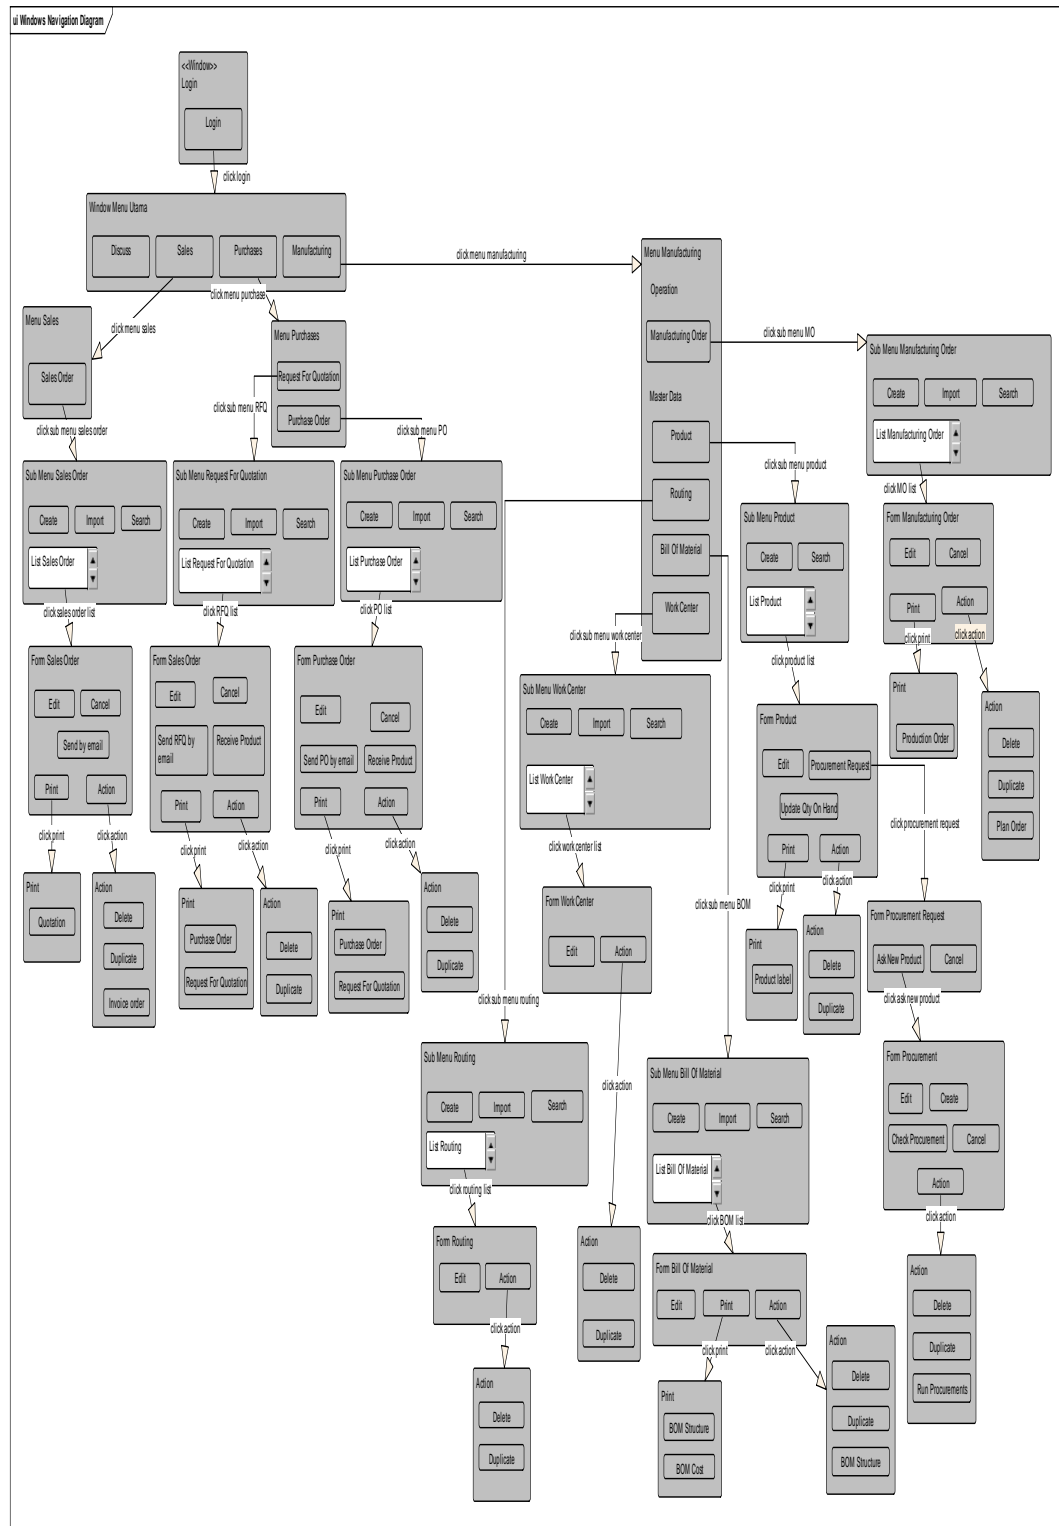 ui Windows Navigation Diagram
<<Window>>
Login
Login
click login
Window Menu Utama
Discuss
Sales
Purchases
Manufacturing
click menu manufacturing
click menu sales
click menu purchase
Menu Sales
Sales Order
click sub menu sales order
Menu Purchases
Request For Quotation
Purchase Order
click sub menu RFQ
click sub menu PO
Menu Manufacturing
Operation
Manufacturing Order
Master Data
Product
Routing
Bill Of Material
Work Center
click sub menu MO
click sub menu product
click sub menu work center
click sub menu BOM
click sub menu routing
Sub Menu Manufacturing Order
Create
Import
Search
List Manufacturing Order
click MO list
Sub Menu Sales Order
Create
Import
Search
List Sales Order
click sales order list
Sub Menu Request For Quotation
Create
Import
Search
List Request For Quotation
click RFQ list
Sub Menu Purchase Order
Create
Import
Search
List Purchase Order
click PO list
Sub Menu Product
Create
Search
List Product
click product list
Form Manufacturing Order
Edit
Cancel
Print
Action
click print
click action
Print
Production Order
Action
Delete
Duplicate
Plan Order
Form Sales Order
Edit
Cancel
Send by email
Print
Action
click print
click action
Print
Quotation
Action
Delete
Duplicate
Invoice order
Form Sales Order
Edit
Cancel
Send RFQ by
email
Receive Product
Print
Action
click print
click action
Print
Purchase Order
Request For Quotation
Action
Delete
Duplicate
Form Purchase Order
Edit
Cancel
Send PO by email
Receive Product
Print
Action
click print
click action
Print
Purchase Order
Request For Quotation
Action
Delete
Duplicate
Sub Menu Work Center
Create
Import
Search
List Work Center
click work center list
Form Work Center
Edit
Action
click action
Action
Delete
Duplicate
Form Product
Edit
Procurement Request
Update Qty On Hand
Print
Action
click print
click action
click procurement request
Print
Product label
Action
Delete
Duplicate
Form Procurement Request
Ask New Product
Cancel
click ask new product
Form Procurement
Edit
Create
Check Procurement
Cancel
Action
click action
Action
Delete
Duplicate
Run Procurements
Sub Menu Routing
Create
Import
Search
List Routing
click routing list
Form Routing
Edit
Action
click action
Action
Delete
Duplicate
Sub Menu Bill Of Material
Create
Import
Search
List Bill Of Material
click BOM list
Form Bill Of Material
Edit
Print
Action
click print
click action
Print
BOM Structure
BOM Cost
Action
Delete
Duplicate
BOM Structure